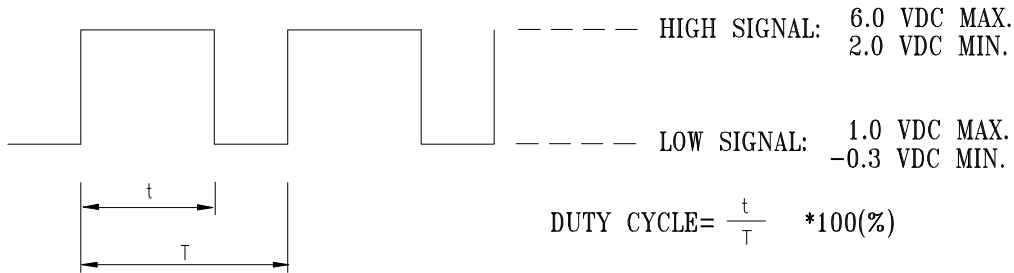 HIGH SIGNAL: 6.0 VDC MAX.
2.0 VDC MIN.
LOW SIGNAL: 1.0 VDC MAX.
-0.3 VDC MIN.
t
T
DUTY CYCLE= t/T *100(%)